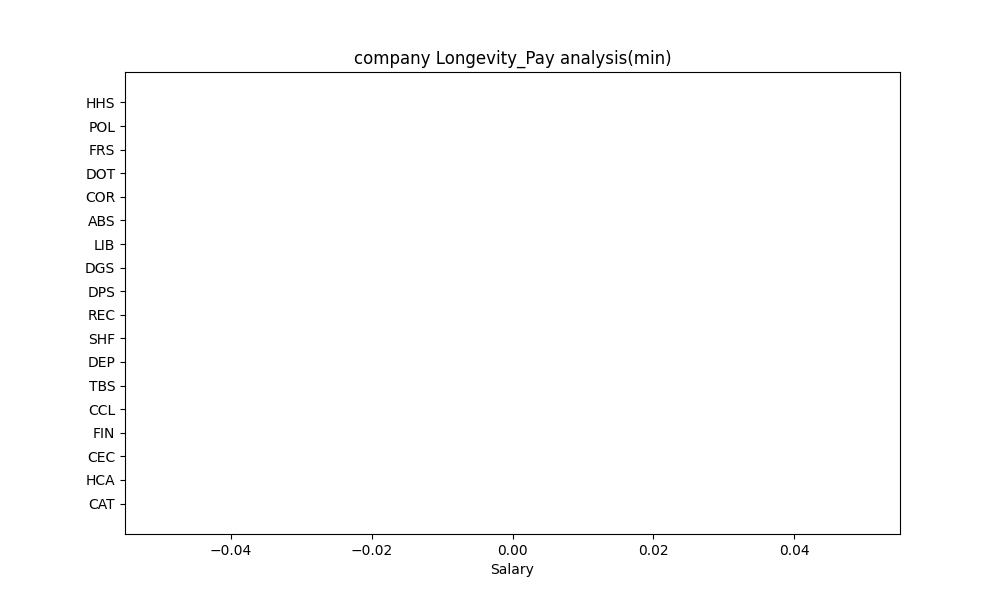 company Longevity_Pay analysis(min)
HHS
POL
FRS
DOT
COR
ABS
LIB
DGS
DPS
REC
SHF
DEP
TBS
CCL
FIN
CEC
HCA
CAT
−0.04 −0.02 0.00 0.02 0.04
Salary